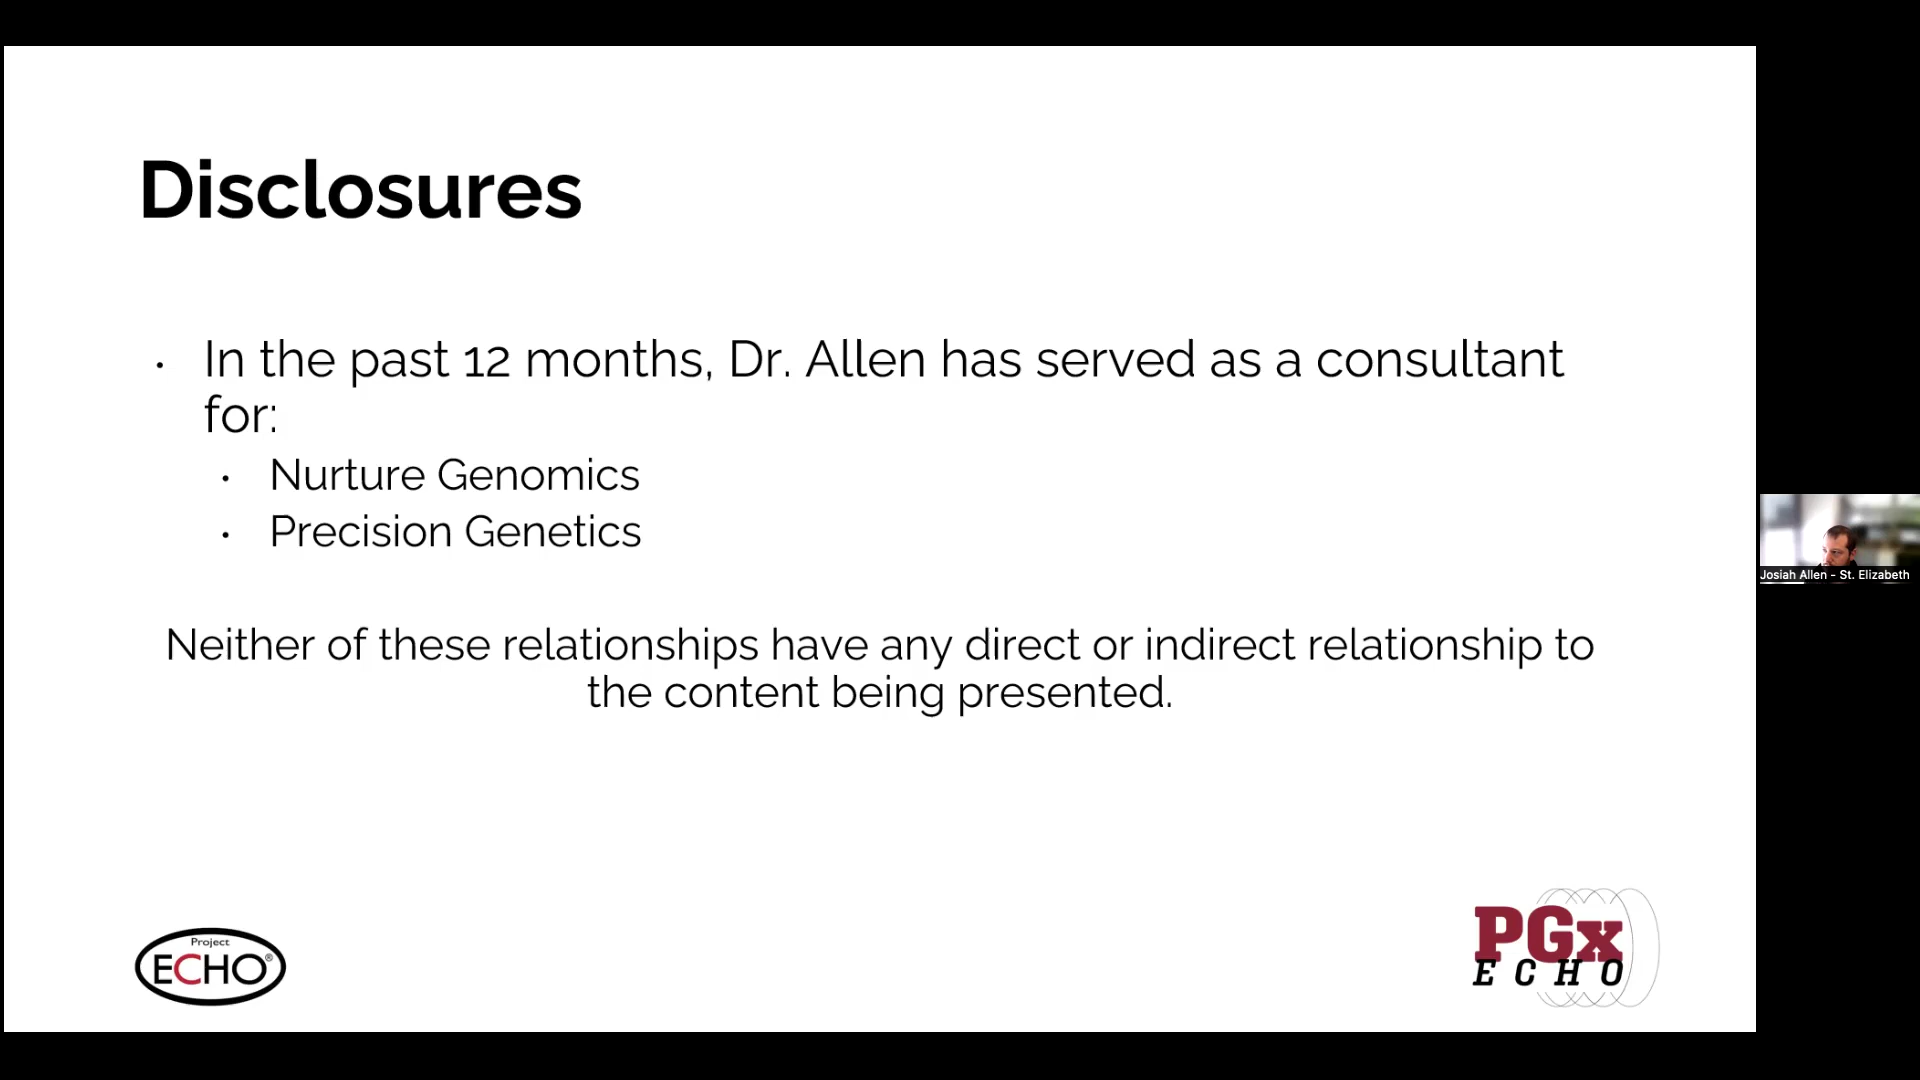 Disclosures
• In the past 12 months, Dr. Allen has served as a consultant
for:
• Nurture Genomics
• Precision Genetics
Neither of these relationships have any direct or indirect relationship to
the content being presented.
Josiah Allen - St. Elizabeth
Project
ECHO®
PGx
ECHO